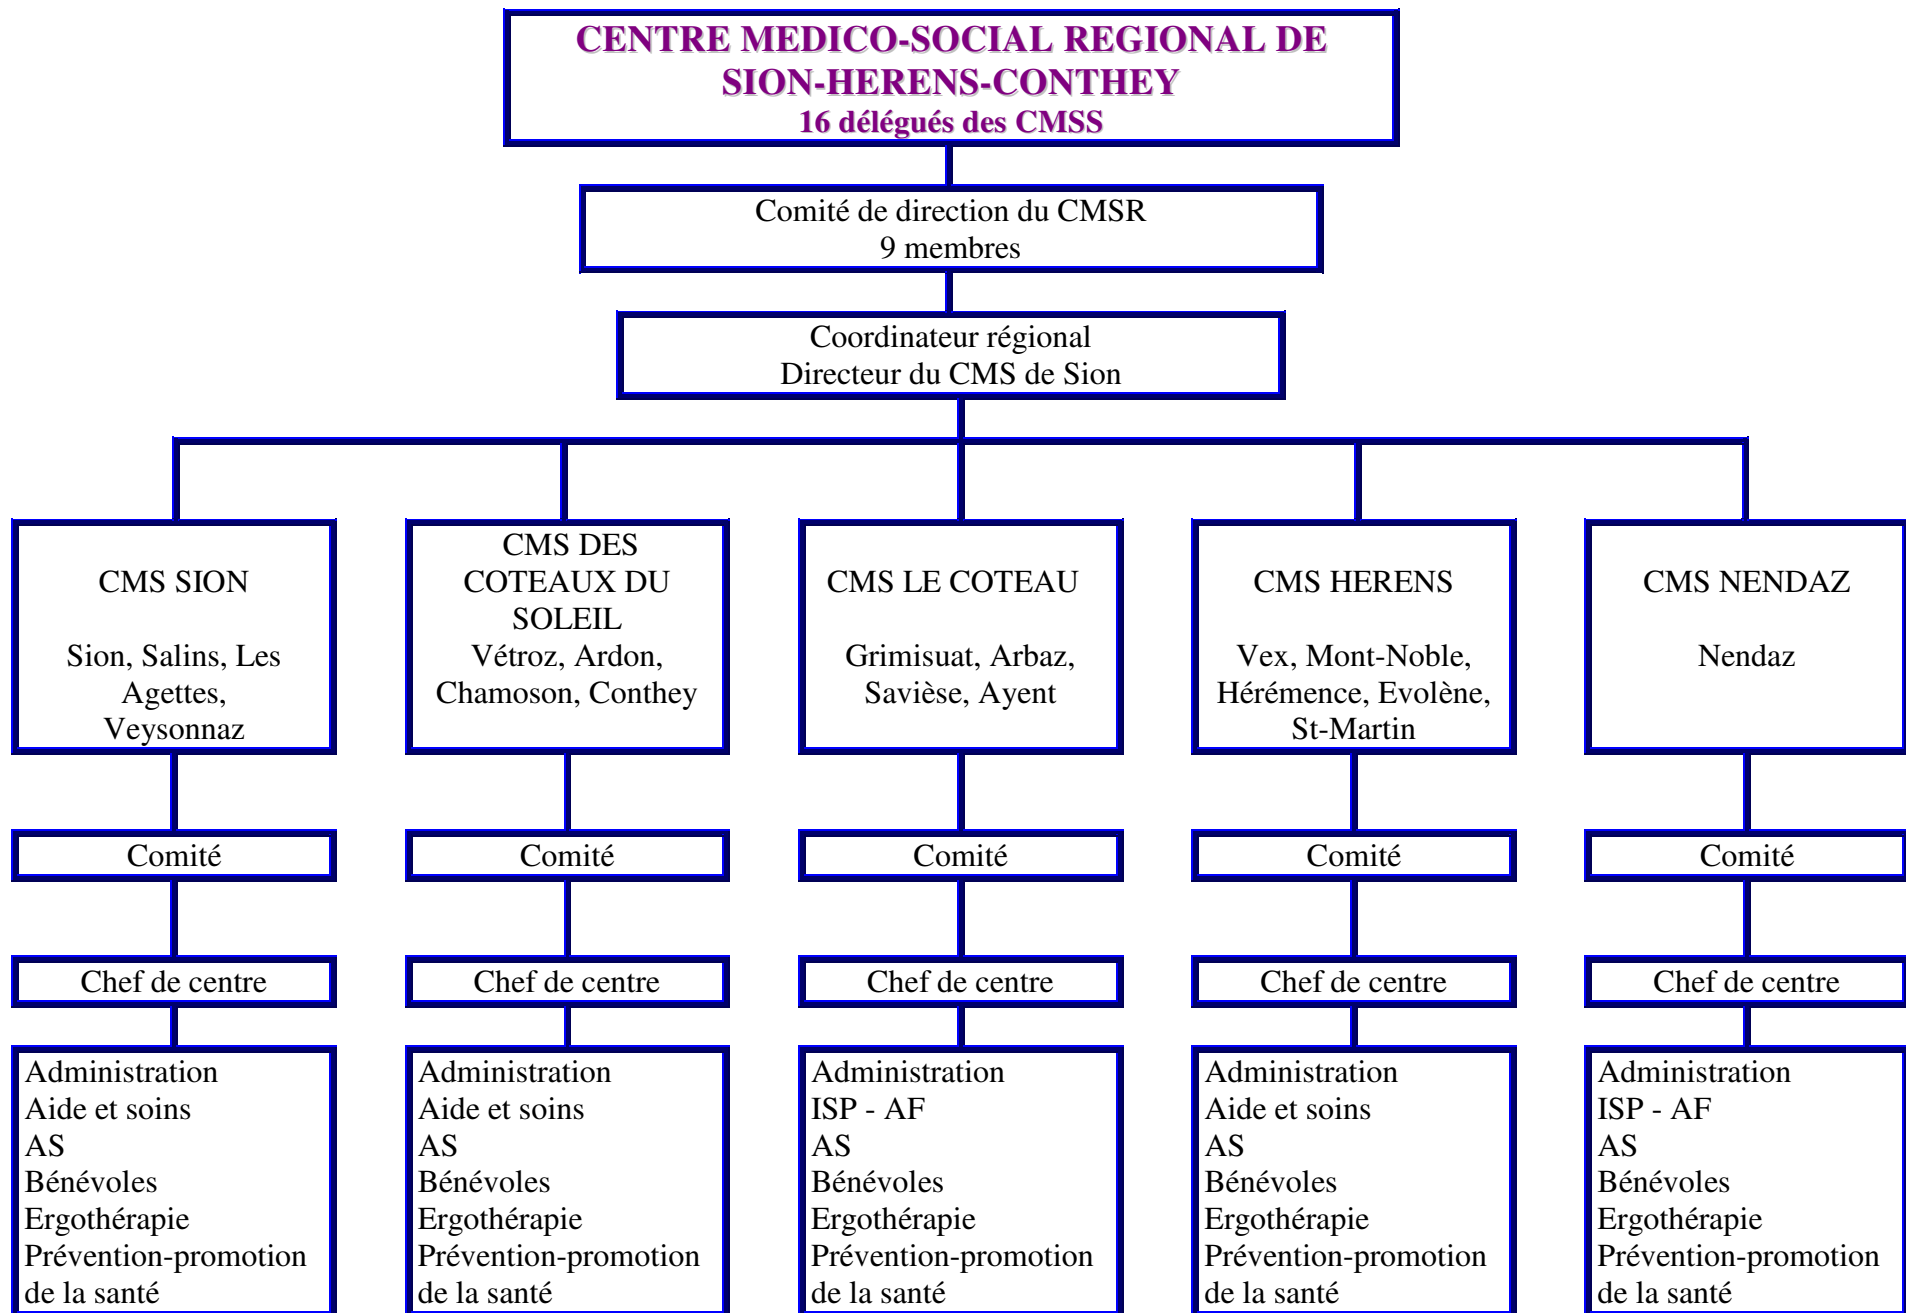 CENTRE MEDICO-SOCIAL REGIONAL DE
SION-HERENS-CONTHEY
16 délégués des CMSS
Comité de direction du CMSR
9 membres
Coordinateur régional
Directeur du CMS de Sion
CMS SION
Sion, Salins, Les
Agettes,
Veysonnaz
CMS DES
COTEAUX DU
SOLEIL
Vétroz, Ardon,
Chamoson, Conthey
CMS LE COTEAU
Grimisuat, Arbaz,
Savièse, Ayent
CMS HERENS
Vex, Mont-Noble,
Hérémence, Evolène,
St-Martin
CMS NENDAZ
Nendaz
Comité
Comité
Comité
Comité
Comité
Chef de centre
Chef de centre
Chef de centre
Chef de centre
Chef de centre
Administration
Aide et soins
AS
Bénévoles
Ergothérapie
Prévention-promotion
de la santé
Administration
Aide et soins
AS
Bénévoles
Ergothérapie
Prévention-promotion
de la santé
Administration
ISP - AF
AS
Bénévoles
Ergothérapie
Prévention-promotion
de la santé
Administration
Aide et soins
AS
Bénévoles
Ergothérapie
Prévention-promotion
de la santé
Administration
ISP - AF
AS
Bénévoles
Ergothérapie
Prévention-promotion
de la santé